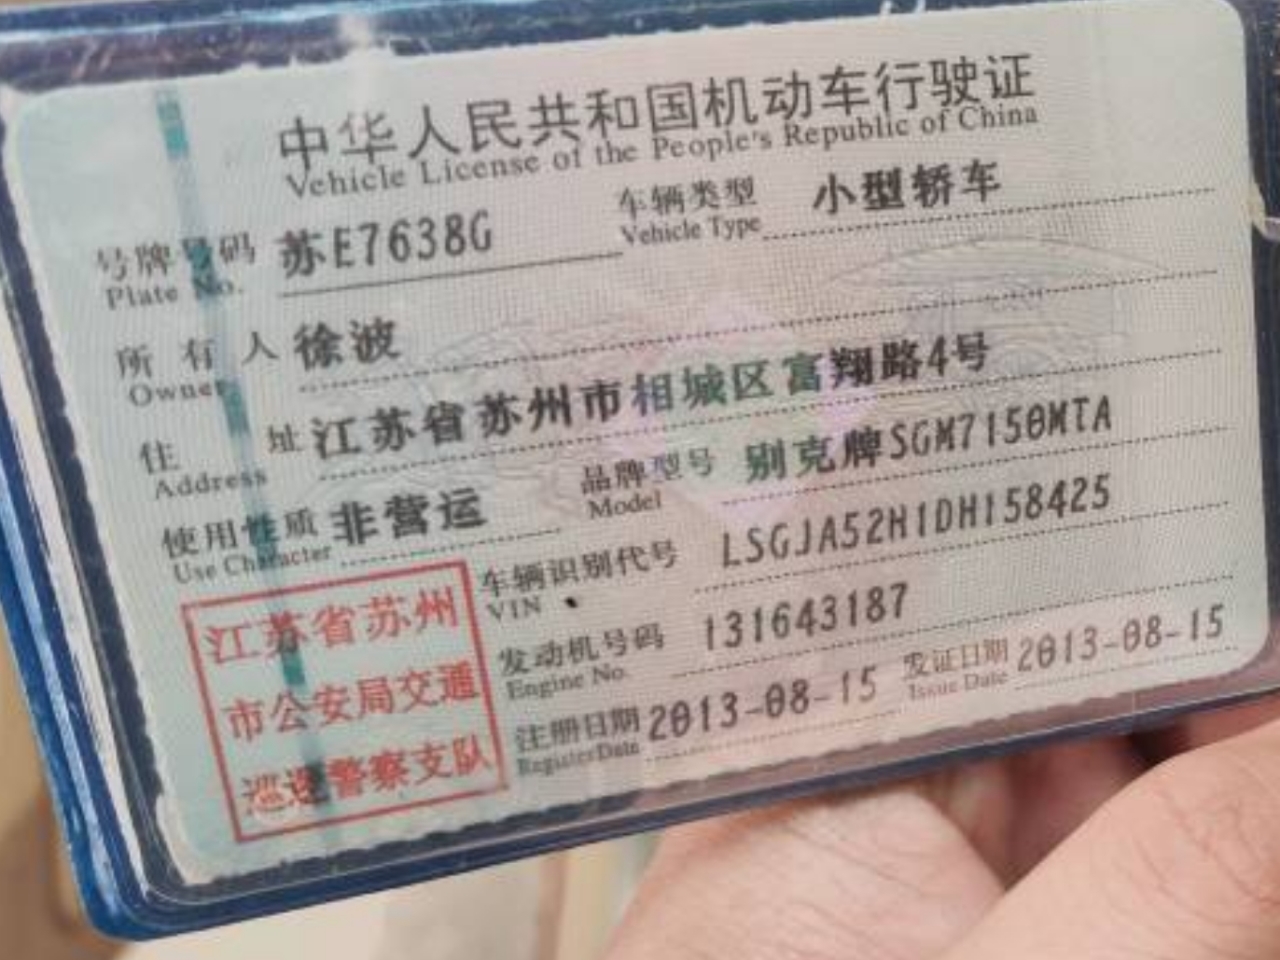 中华人民共和国机动车行驶证
Vehicle License of the People's Republic of China
号牌号码 苏E7638G 车辆类型 小型轿车
Plate No. Vehicle Type
所有人 徐波
Owner
住址 江苏省苏州市相城区富翔路4号
Address
使用性质 非营运 品牌型号 别克牌SGM7150MTA
Use Character Model
车辆识别代号 LSGJA52H1DH158425
VIN
发动机号码 131643187
Engine No.
注册日期 2013-08-15 发证日期 2013-08-15
Register Date Issue Date
江苏省苏州
市公安局交通
巡逻警察支队